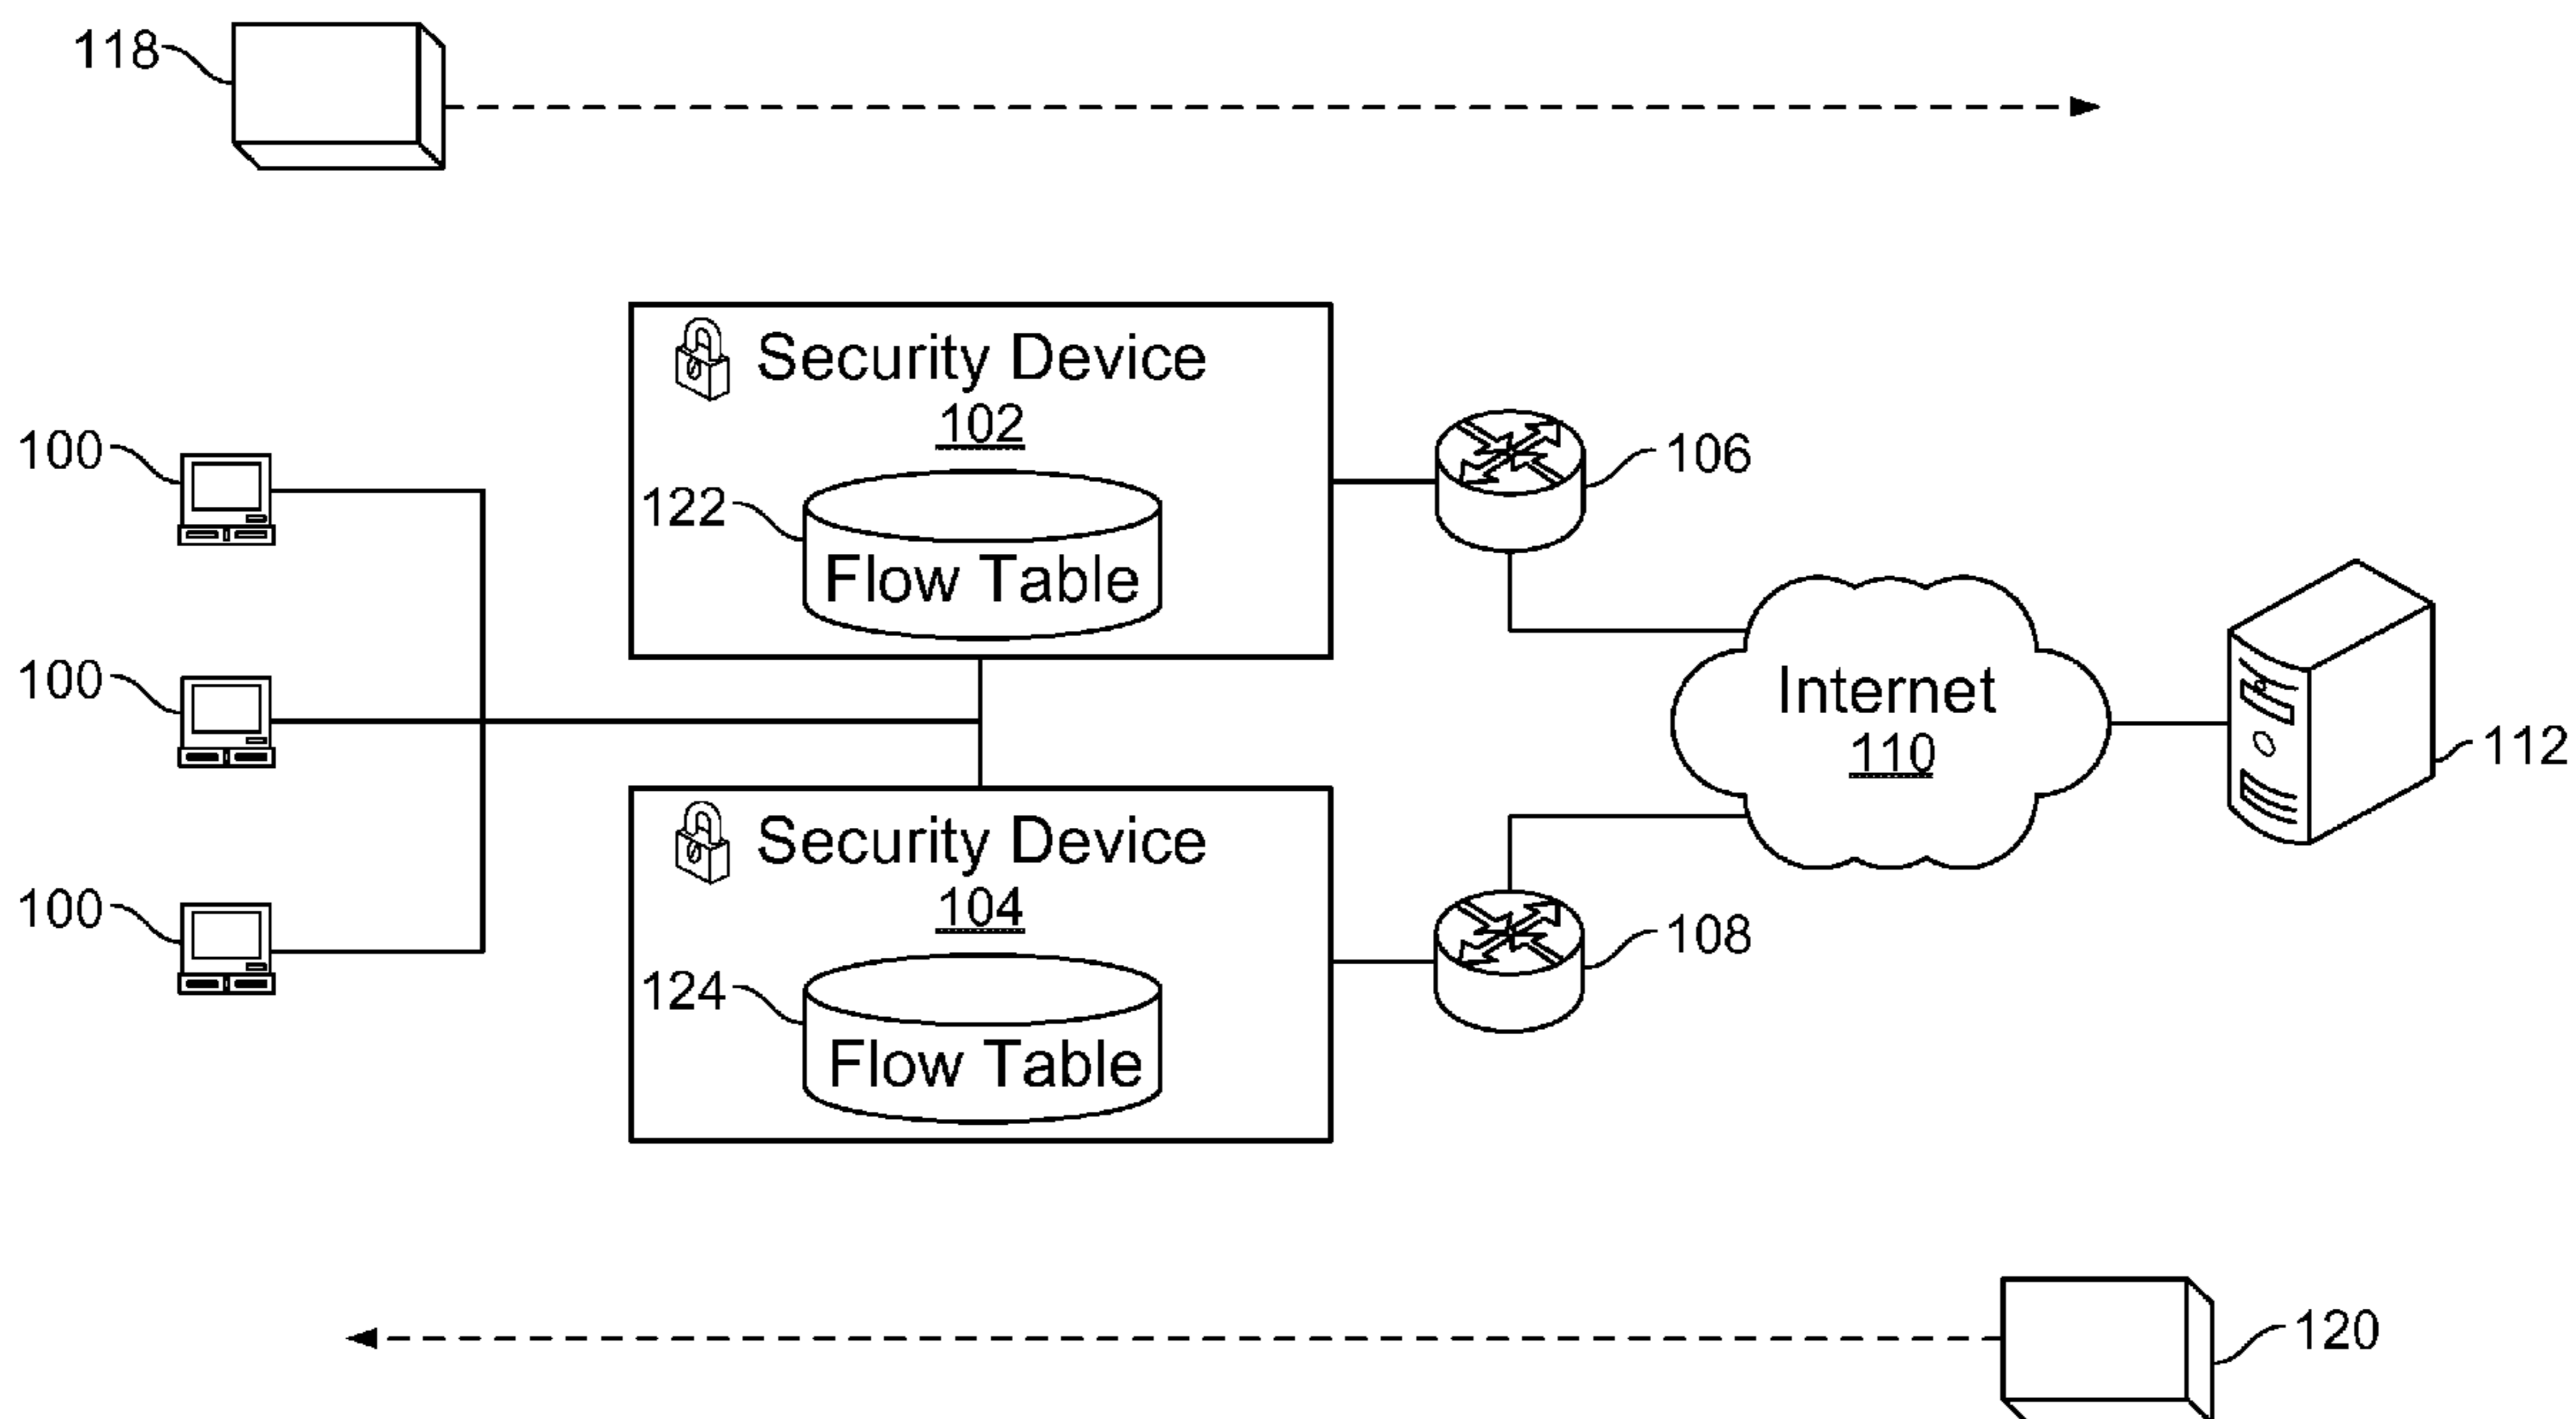 118
Security Device
102
100
106
122
Flow Table
100
Internet
110
112
Security Device
104
100
108
124
Flow Table
120